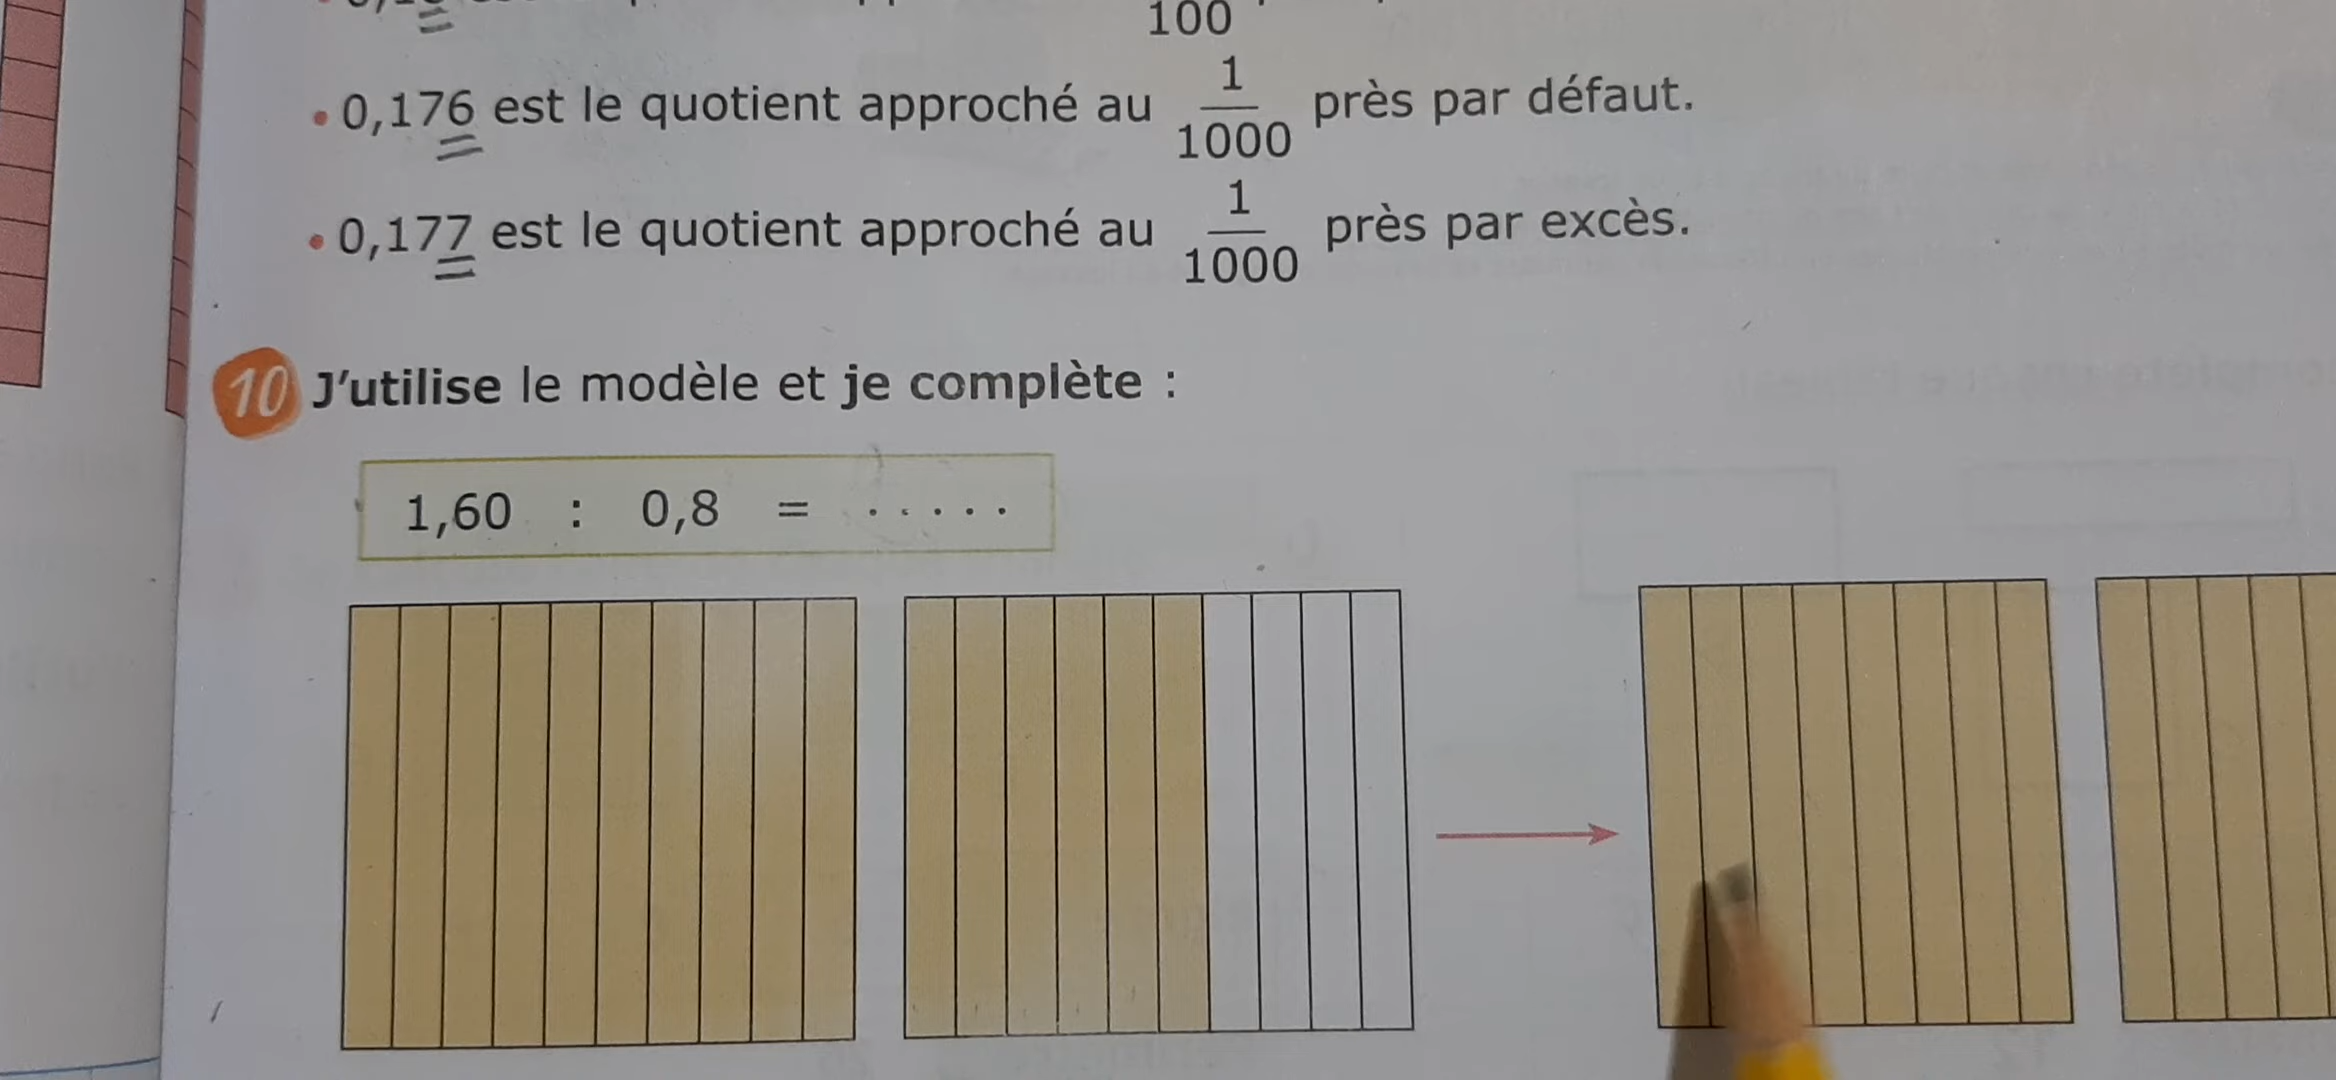 100
1
• 0,176 est le quotient approché au — près par défaut.
1000
1
• 0,177 est le quotient approché au — près par excès.
1000
10 J'utilise le modèle et je complète :
1,60 : 0,8 = .....